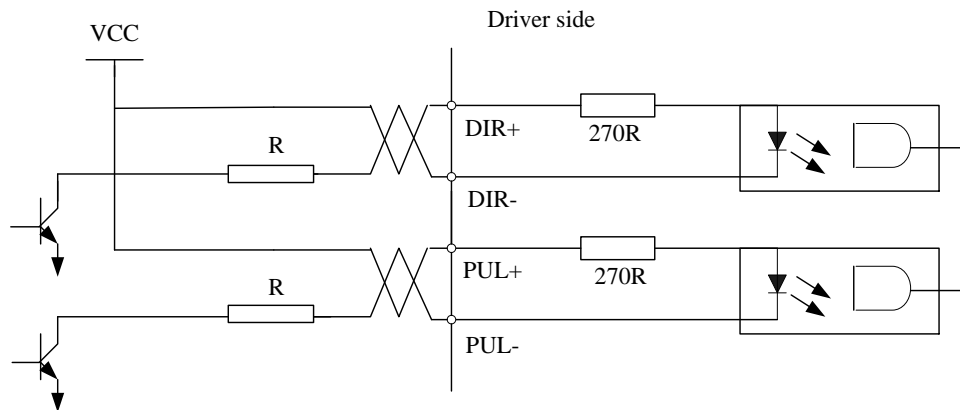 Driver side
VCC
DIR+
270R
R
DIR-
PUL+
270R
R
PUL-